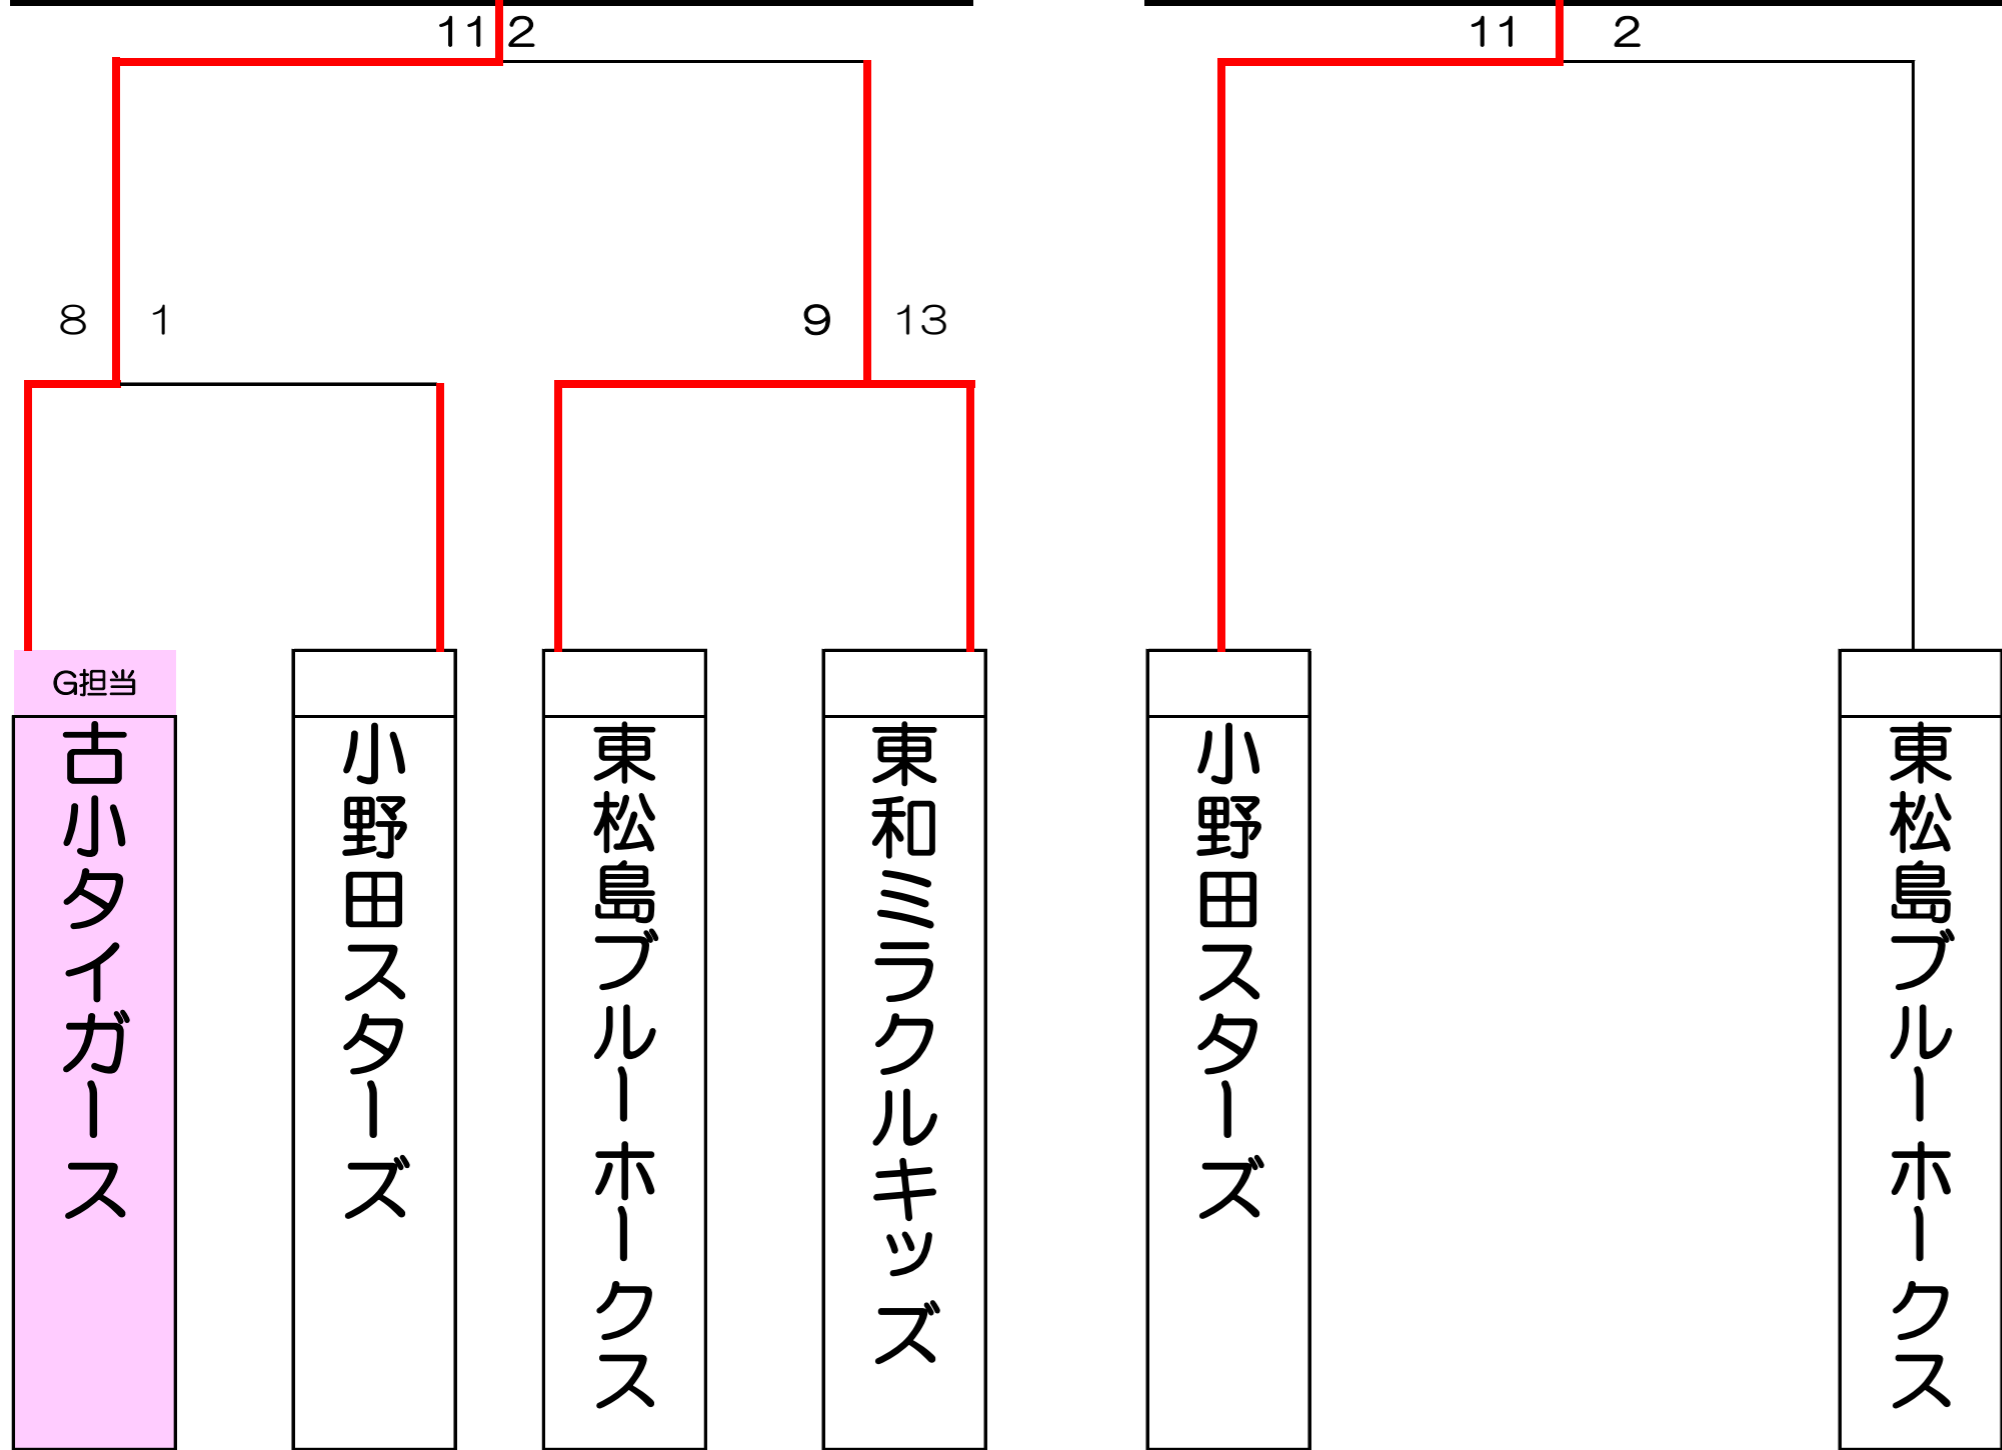 11 2
11 2
8 1
9 13
G担当
古小タイガース
小野田スターズ
東松島ブルーホークス
東和ミラクルキッズ
小野田スターズ
東松島ブルーホークス